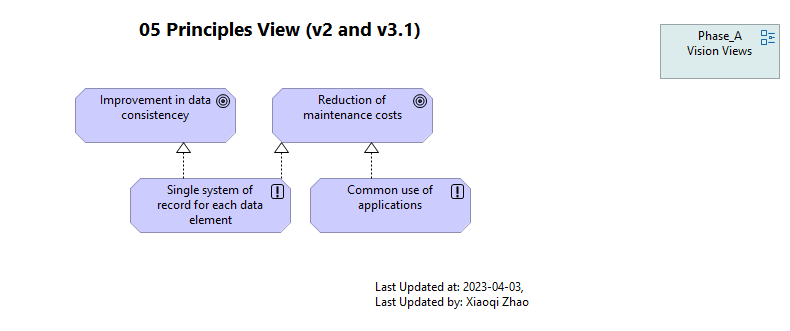 05 Principles View (v2 and v3.1)
Phase_A
Vision Views
Improvement in data
consistencey
Reduction of
maintenance costs
Single system of
record for each data
element
Common use of
applications
Last Updated at: 2023-04-03,
Last Updated by: Xiaoqi Zhao